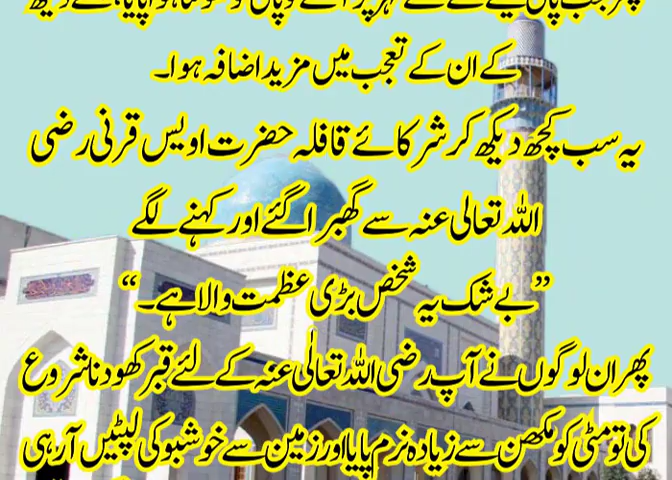 کے ان کے تعجب میں مزید اضافہ ہوا۔
یہ سب کچھ دیکھ کر شرکائے قافلہ حضرت اویس قرنی رضی
اللہ تعالی عنہ سے گھبرا گئے اور کہنے لگے
”بے شک یہ شخص بڑی عظمت والا ہے۔“
پھر ان لوگوں نے آپ رضی اللہ تعالٰی عنہ کے لئے قبر کھودنا شروع
کی تو مٹی کو مکھن سے زیادہ نرم پایا اور زمین سے خوشبو کی لپٹیں آ رہی